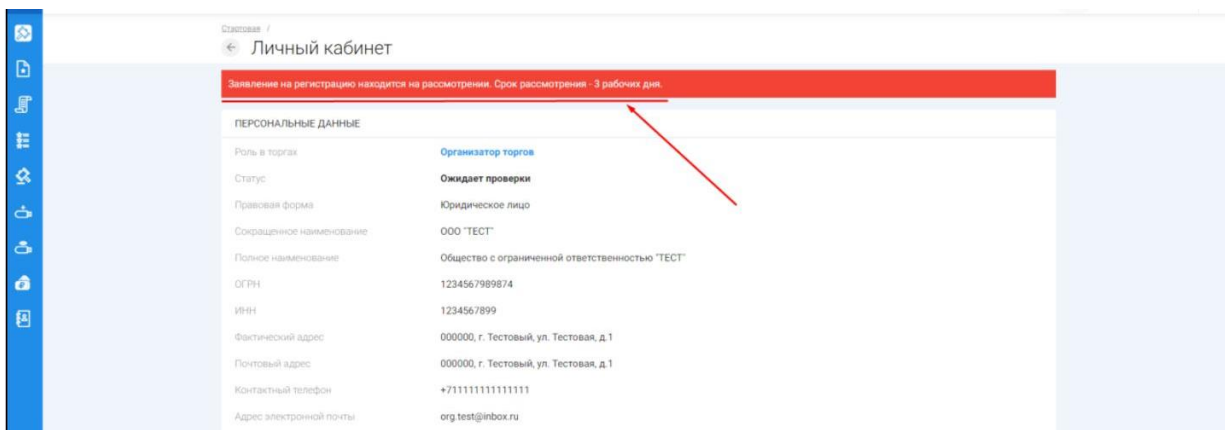 Стартовая /
Личный кабинет
Заявление на регистрацию находится на рассмотрении. Срок рассмотрения - 3 рабочих дня.
ПЕРСОНАЛЬНЫЕ ДАННЫЕ
Роль в торгах Организатор торгов
Статус Ожидает проверки
Правовая форма Юридическое лицо
Сокращенное наименование ООО "ТЕСТ"
Полное наименование Общество с ограниченной ответственностью "ТЕСТ"
ОГРН 1234567989874
ИНН 1234567899
Фактический адрес 000000, г. Тестовый, ул. Тестовая, д.1
Почтовый адрес 000000, г. Тестовый, ул. Тестовая, д.1
Контактный телефон +711111111111111
Адрес электронной почты org.test@inbox.ru